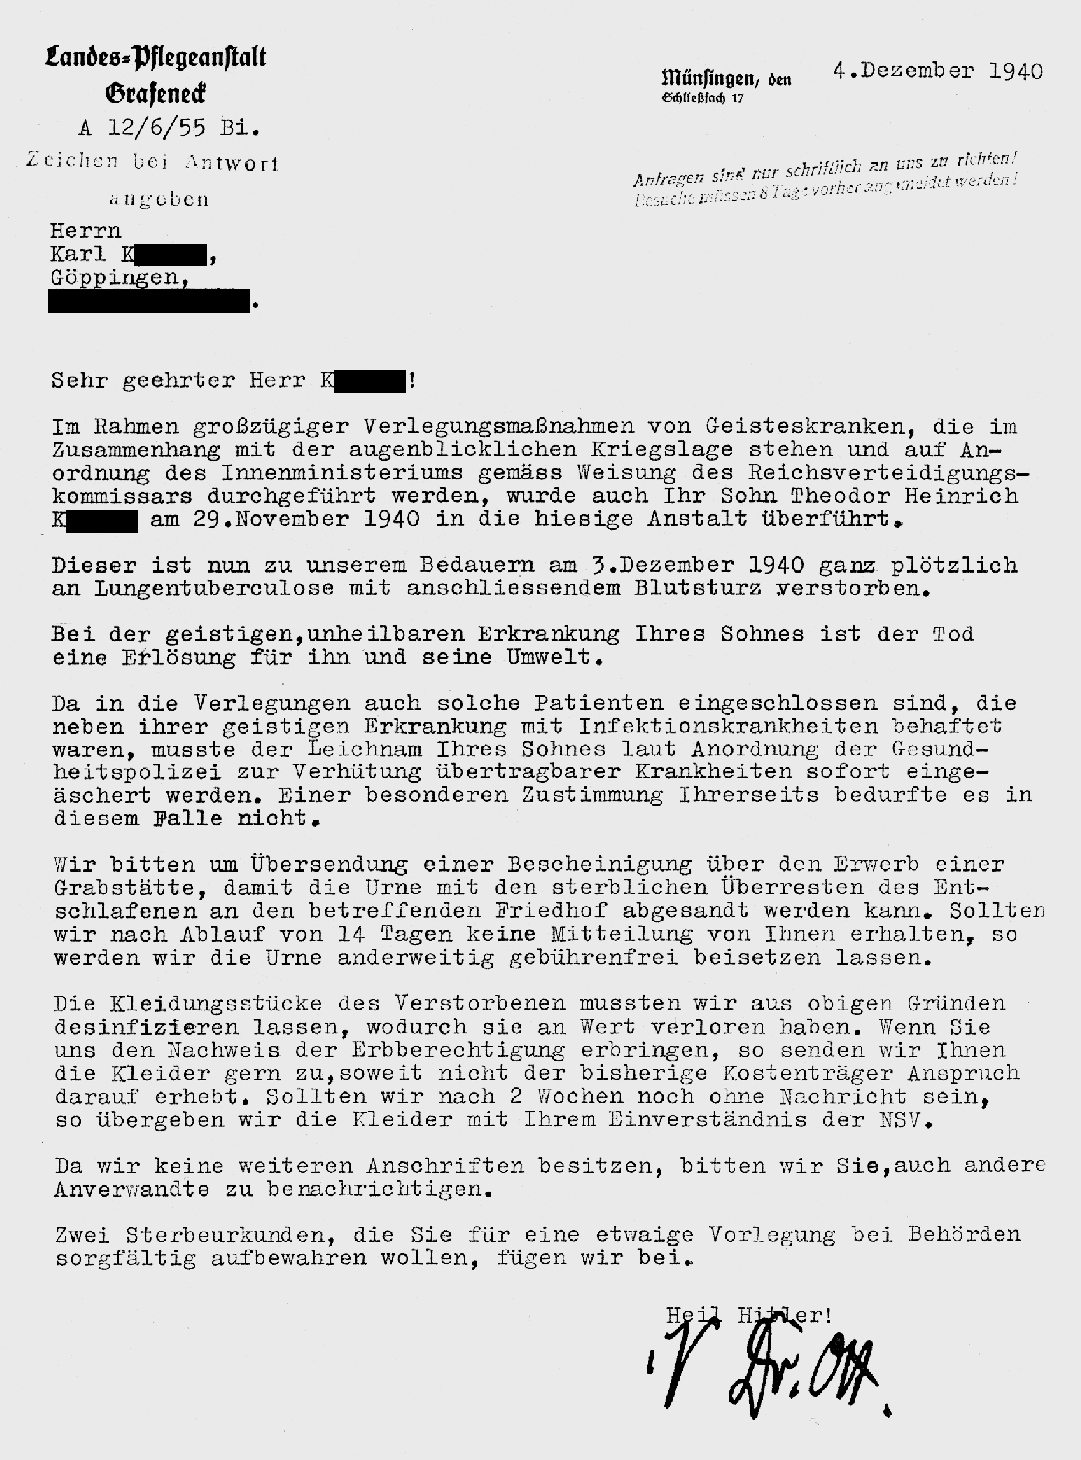 Landes-Pflegeanstalt
Grafeneck
A 12/6/55 Bi.
Zeichen bei Antwort
angeben
Münsingen, den 4.Dezember 1940
Schließfach 17
Anfragen sind nur schriftlich an uns zu richten!
Besuche müssen 8 Tage vorher angemeldet werden!
Herrn
Karl K,
Göppingen,
.
Sehr geehrter Herr K!
Im Rahmen großzügiger Verlegungsmaßnahmen von Geisteskranken, die im
Zusammenhang mit der augenblicklichen Kriegslage stehen und auf An-
ordnung des Innenministeriums gemäss Weisung des Reichsverteidigungs-
kommissars durchgeführt werden, wurde auch Ihr Sohn Theodor Heinrich
K am 29.November 1940 in die hiesige Anstalt überführt.
Dieser ist nun zu unserem Bedauern am 3.Dezember 1940 ganz plötzlich
an Lungentuberculose mit anschliessendem Blutsturz verstorben.
Bei der geistigen,unheilbaren Erkrankung Ihres Sohnes ist der Tod
eine Erlösung für ihn und seine Umwelt.
Da in die Verlegungen auch solche Patienten eingeschlossen sind, die
neben ihrer geistigen Erkrankung mit Infektionskrankheiten behaftet
waren, musste der Leichnam Ihres Sohnes laut Anordnung der Gesund-
heitspolizei zur Verhütung übertragbarer Krankheiten sofort einge-
äschert werden. Einer besonderen Zustimmung Ihrerseits bedurfte es in
diesem Falle nicht.
Wir bitten um Übersendung einer Bescheinigung über den Erwerb einer
Grabstätte, damit die Urne mit den sterblichen Überresten des Ent-
schlafenen an den betreffenden Friedhof abgesandt werden kann. Sollten
wir nach Ablauf von 14 Tagen keine Mitteilung von Ihnen erhalten, so
werden wir die Urne anderweitig gebührenfrei beisetzen lassen.
Die Kleidungsstücke des Verstorbenen mussten wir aus obigen Gründen
desinfizieren lassen, wodurch sie an Wert verloren haben. Wenn Sie
uns den Nachweis der Erbberechtigung erbringen, so senden wir Ihnen
die Kleider gern zu,soweit nicht der bisherige Kostenträger Anspruch
darauf erhebt. Sollten wir nach 2 Wochen noch ohne Nachricht sein,
so übergeben wir die Kleider mit Ihrem Einverständnis der NSV.
Da wir keine weiteren Anschriften besitzen, bitten wir Sie,auch andere
Anverwandte zu benachrichtigen.
Zwei Sterbeurkunden, die Sie für eine etwaige Vorlegung bei Behörden
sorgfältig aufbewahren wollen, fügen wir bei.
Heil Hitler!
Dr. Ott.